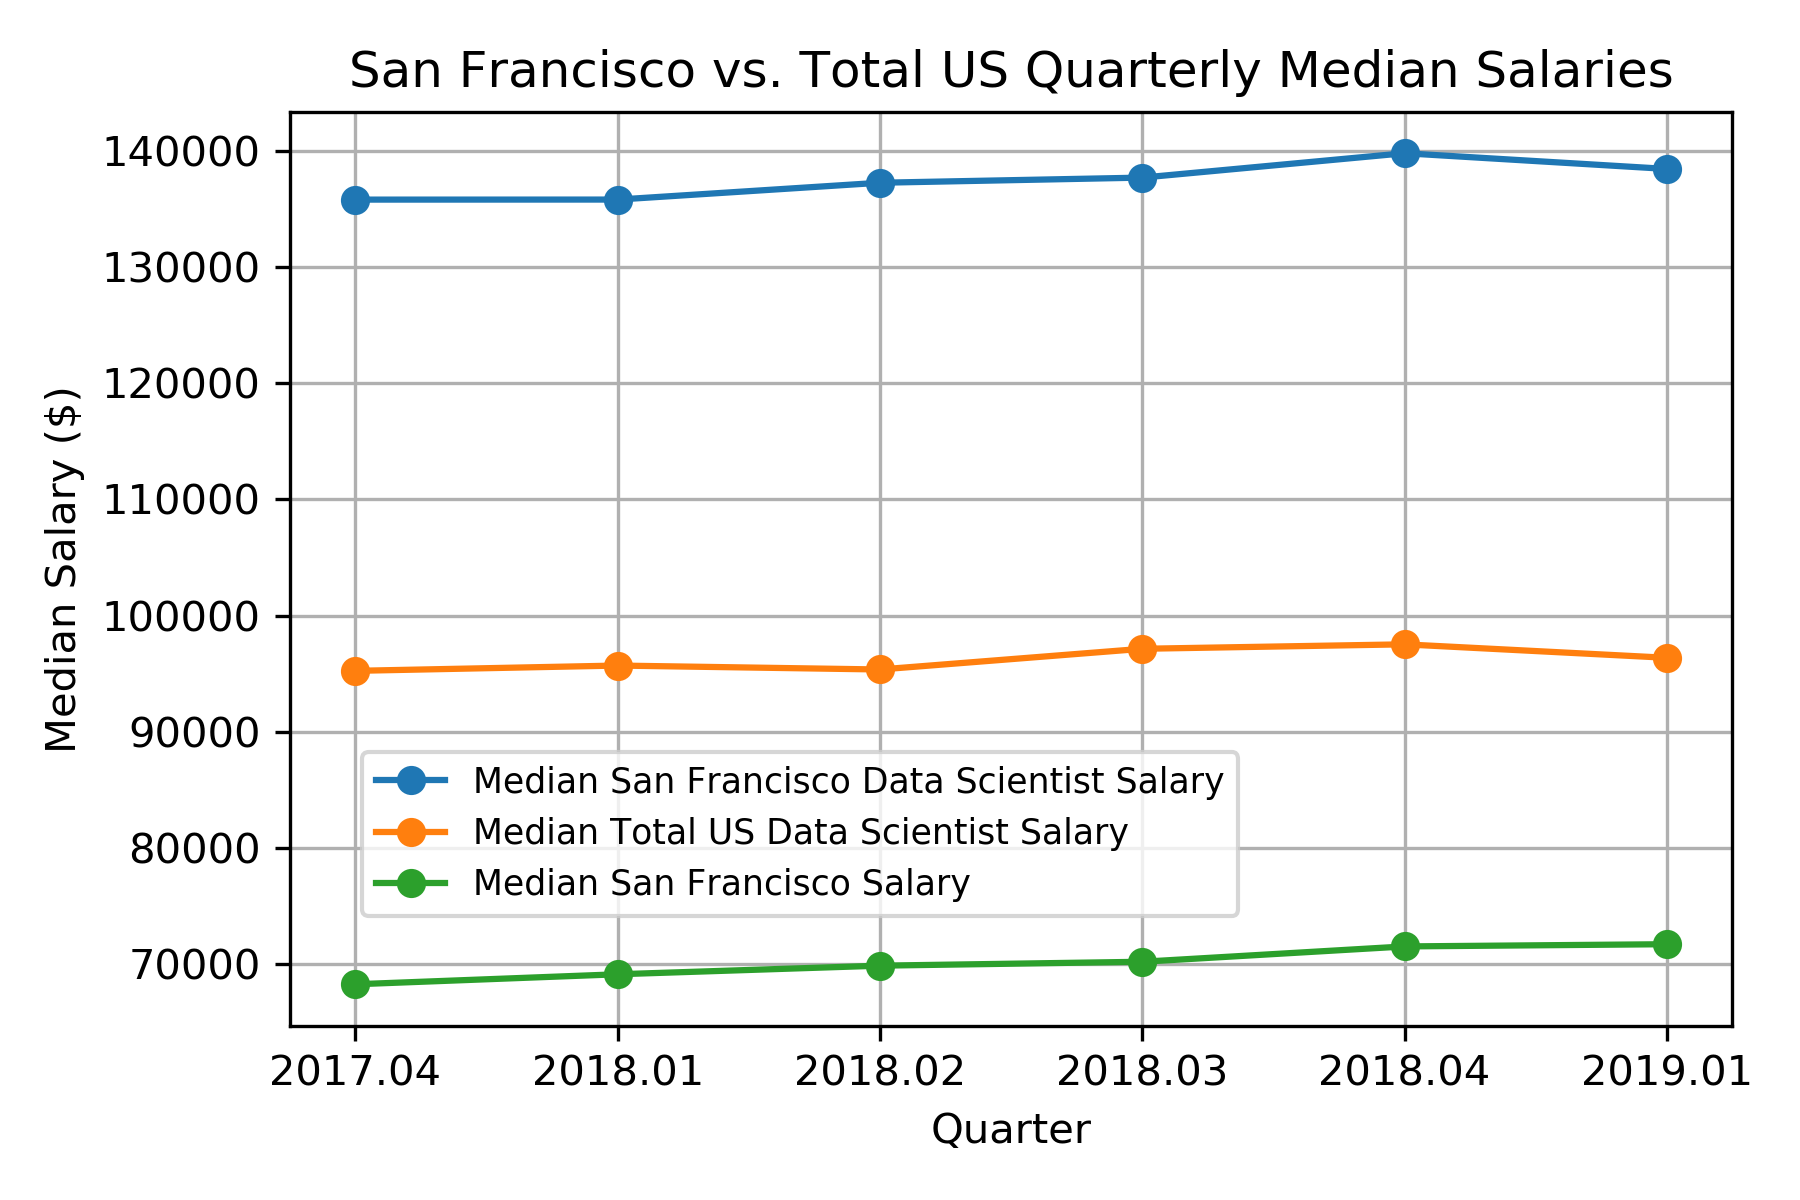 San Francisco vs. Total US Quarterly Median Salaries
Median Salary ($)
140000
130000
120000
110000
100000
90000
80000
70000
Median San Francisco Data Scientist Salary
Median Total US Data Scientist Salary
Median San Francisco Salary
2017.04 2018.01 2018.02 2018.03 2018.04 2019.01
Quarter